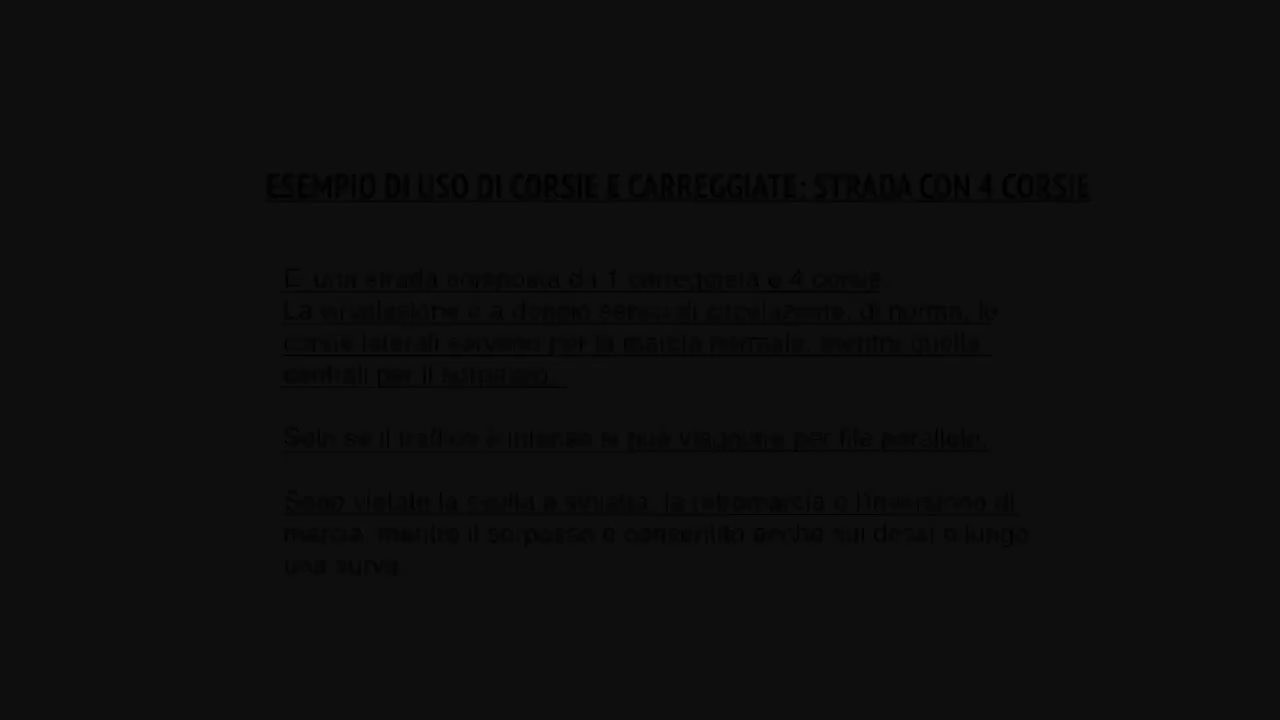 ESEMPIO DI USO DI CORSIE E CARREGGIATE: STRADA CON 4 CORSIE
E' una strada composta da 1 carreggiata e 4 corsie.
La circolazione è a doppio senso di circolazione, di norma, le
corsie laterali servono per la marcia normale, mentre quelle
centrali per il sorpasso.
Solo se il traffico è intenso si può viaggiare per file parallele.
Sono vietate la svolta a sinistra, la retromarcia e l'inversione di
marcia, mentre il sorpasso è consentito anche sui dossi o lungo
una curva.